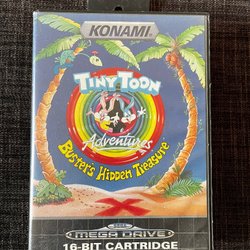 KONAMI
TINY TOON
Adventures
BUSTER'S HIDDEN TREASURE
SEGA
MEGA DRIVE
16-BIT CARTRIDGE